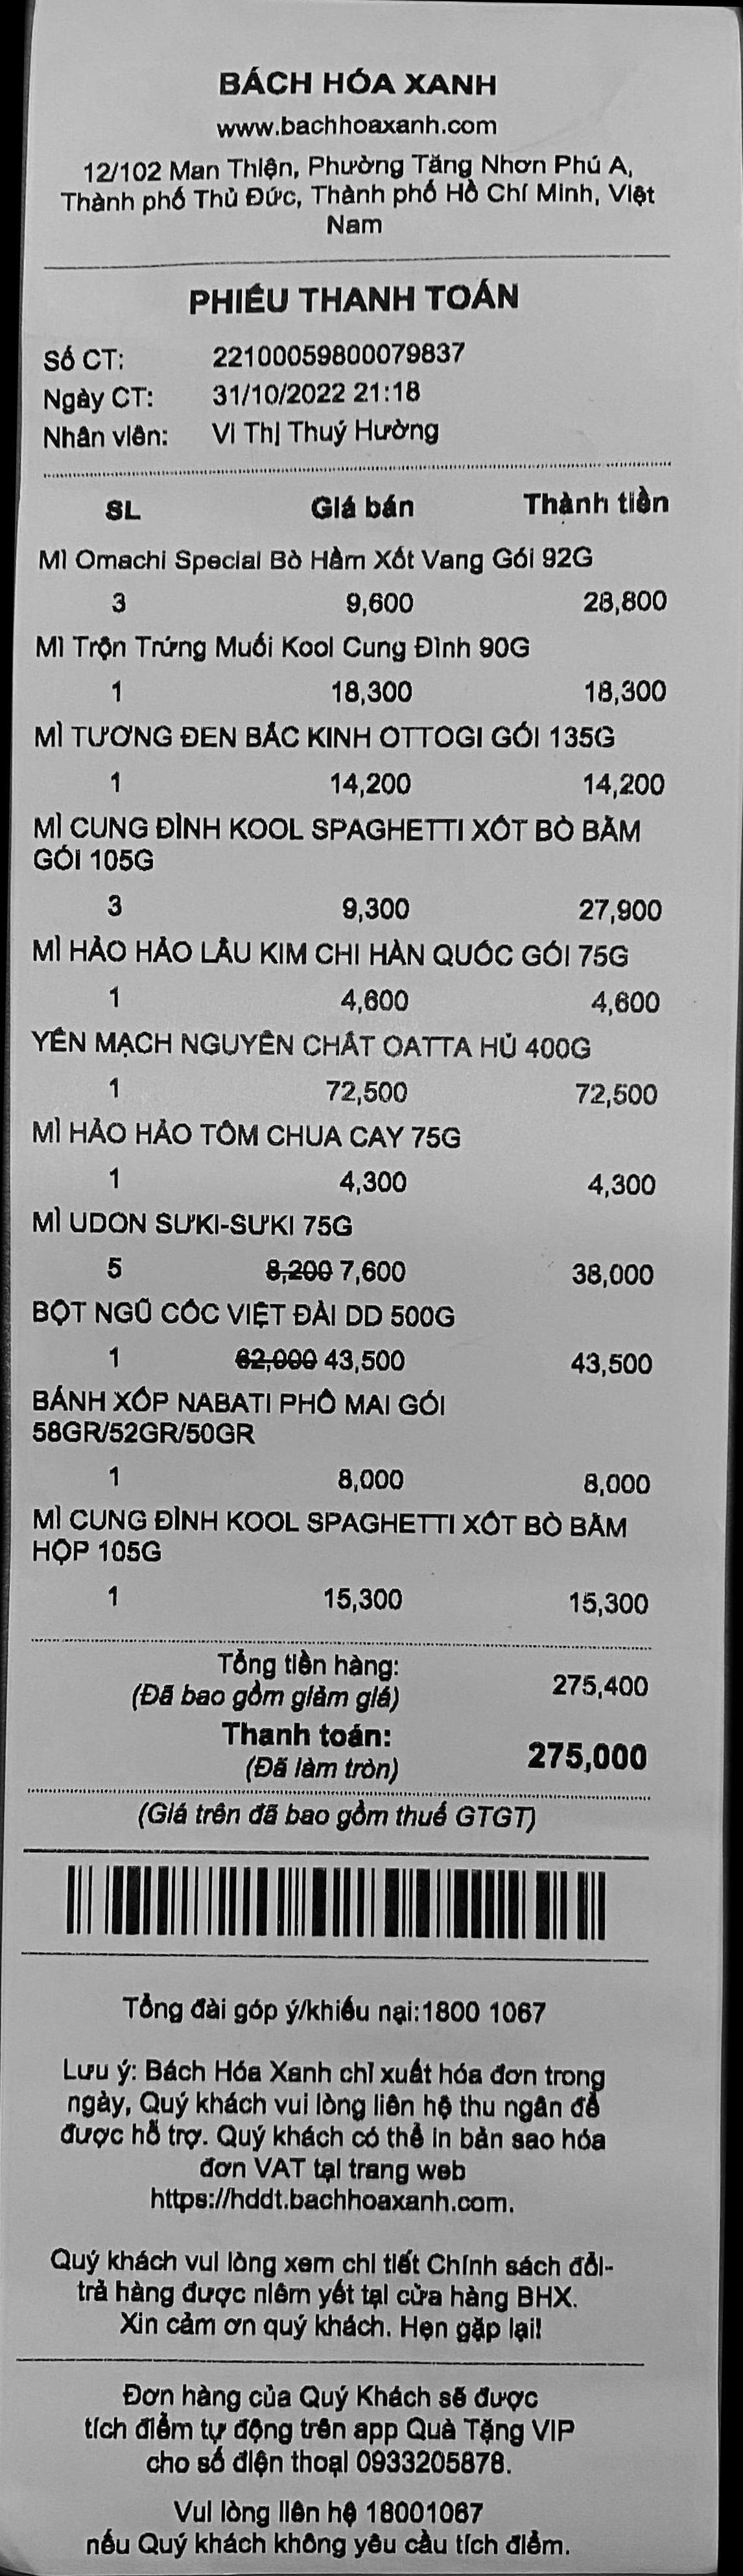 BÁCH HÓA XANH
www.bachhoaxanh.com
12/102 Man Thiện, Phường Tăng Nhơn Phú A,
Thành phố Thủ Đức, Thành phố Hồ Chí Minh, Việt
Nam
PHIẾU THANH TOÁN
Số CT: 22100059800079837
Ngày CT: 31/10/2022 21:18
Nhân viên: Vi Thị Thuý Hường
SL Giá bán Thành tiền
Mì Omachi Special Bò Hầm Xốt Vang Gói 92G
3 9,600 28,800
Mì Trộn Trứng Muối Kool Cung Đình 90G
1 18,300 18,300
MÌ TƯƠNG ĐEN BẮC KINH OTTOGI GÓI 135G
1 14,200 14,200
MÌ CUNG ĐÌNH KOOL SPAGHETTI XỐT BÒ BẰM
GÓI 105G
3 9,300 27,900
MÌ HẢO HẢO LẨU KIM CHI HÀN QUỐC GÓI 75G
1 4,600 4,600
YẾN MẠCH NGUYÊN CHẤT OATTA HỦ 400G
1 72,500 72,500
MÌ HẢO HẢO TÔM CHUA CAY 75G
1 4,300 4,300
MÌ UDON SƯKI-SƯKI 75G
5 8,200 7,600 38,000
BỘT NGŨ CỐC VIỆT ĐÀI DD 500G
1 62,000 43,500 43,500
BÁNH XỐP NABATI PHÔ MAI GÓI
58GR/52GR/50GR
1 8,000 8,000
MÌ CUNG ĐÌNH KOOL SPAGHETTI XỐT BÒ BẰM
HỘP 105G
1 15,300 15,300
Tổng tiền hàng:
(Đã bao gồm giảm giá) 275,400
Thanh toán:
(Đã làm tròn) 275,000
(Giá trên đã bao gồm thuế GTGT)
Tổng đài góp ý/khiếu nại:1800 1067
Lưu ý: Bách Hóa Xanh chỉ xuất hóa đơn trong
ngày, Quý khách vui lòng liên hệ thu ngân để
được hỗ trợ. Quý khách có thể in bản sao hóa
đơn VAT tại trang web
https://hddt.bachhoaxanh.com.
Quý khách vui lòng xem chi tiết Chính sách đổi-
trả hàng được niêm yết tại cửa hàng BHX.
Xin cảm ơn quý khách. Hẹn gặp lại!
Đơn hàng của Quý Khách sẽ được
tích điểm tự động trên app Quà Tặng VIP
cho số điện thoại 0933205878.
Vui lòng liên hệ 18001067
nếu Quý khách không yêu cầu tích điểm.